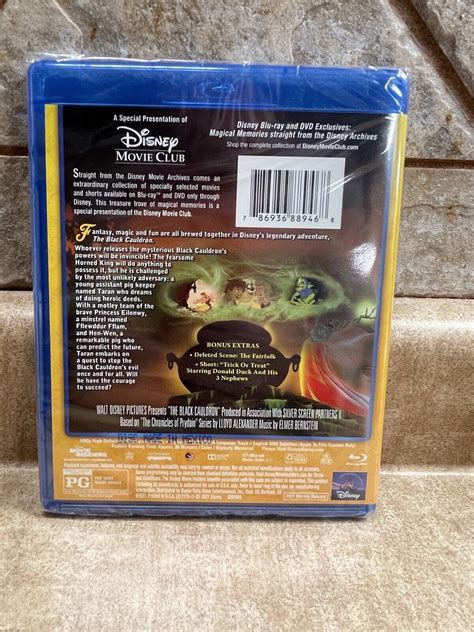 A Special Presentation of
Disney
MOVIE CLUB
Disney Blu-ray and DVD Exclusives:
Magical Memories straight from the Disney Archives
Shop the complete collection at DisneyMovieClub.com
Straight from the Disney Movie Archives comes an
extraordinary collection of specially selected movies
and shorts available on Blu-ray™ and DVD only through
Disney. This treasure trove of magical memories is a
special presentation of the Disney Movie Club.
7 86936 88946 8
Fantasy, magic and fun are all brewed together in Disney's legendary adventure,
The Black Cauldron.
Whoever releases the mysterious Black Cauldron's
powers will be invincible! The fearsome
Horned King will do anything to
possess it, but he is challenged
by the most unlikely adversary: a
young assistant pig keeper
named Taran who dreams
of doing heroic deeds.
With a motley team of the
brave Princess Eilonwy,
a minstrel named
Fflewddur Fflam,
and Hen-Wen, a
remarkable pig who
can predict the future,
Taran embarks on
a quest to stop the
Black Cauldron's evil
once and for all. Will
he have the courage
to succeed?
BONUS EXTRAS
• Deleted Scene: The Fairfolk
• Short: "Trick Or Treat"
Starring Donald Duck And His
3 Nephews
WALT DISNEY PICTURES Presents "THE BLACK CAULDRON" Produced in Association With SILVER SCREEN PARTNERS II
Based on "The Chronicles of Prydain" Series by LLOYD ALEXANDER Music by ELMER BERNSTEIN
DISC MADE IN MEXICO
MOVIE INSIDERS
PG
Blu-ray Disc
Disney